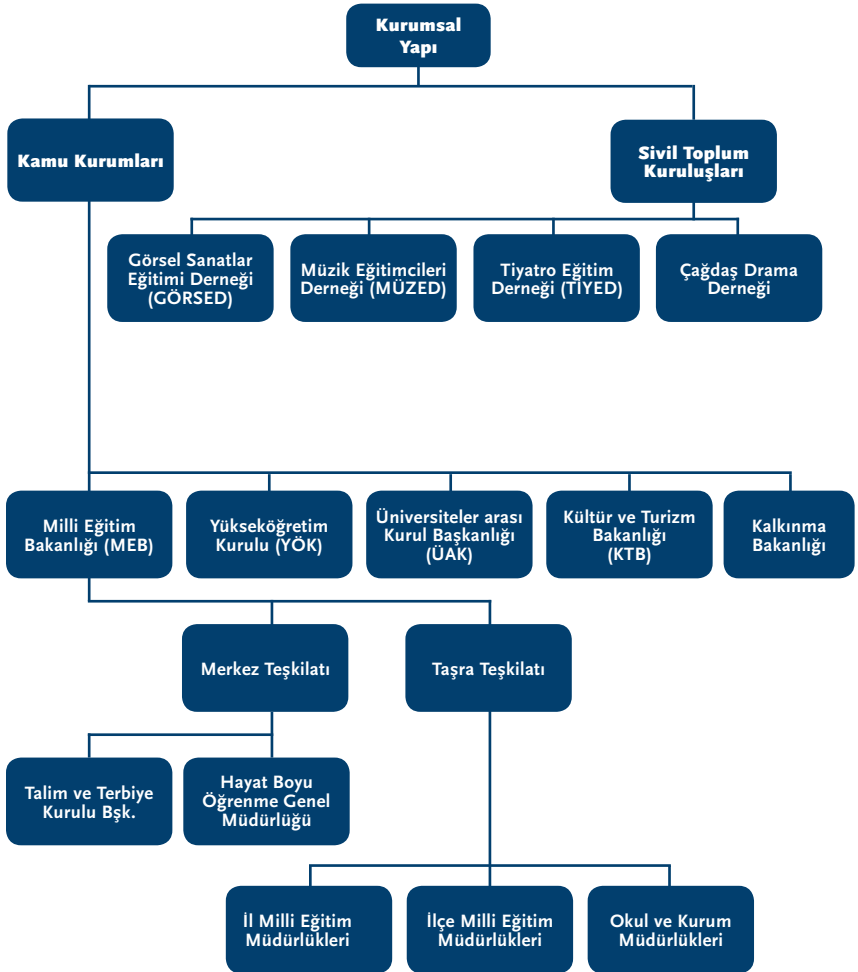 Kurumsal
Yapı
Kamu Kurumları
Sivil Toplum
Kuruluşları
Görsel Sanatlar
Eğitimi Derneği
(GÖRSED)
Müzik Eğitimcileri
Derneği (MÜZED)
Tiyatro Eğitim
Derneği (TİYED)
Çağdaş Drama
Derneği
Milli Eğitim
Bakanlığı (MEB)
Yükseköğretim
Kurulu (YÖK)
Üniversiteler arası
Kurul Başkanlığı
(ÜAK)
Kültür ve Turizm
Bakanlığı
(KTB)
Kalkınma
Bakanlığı
Merkez Teşkilatı
Taşra Teşkilatı
Talim ve Terbiye
Kurulu Bşk.
Hayat Boyu
Öğrenme Genel
Müdürlüğü
İl Milli Eğitim
Müdürlükleri
İlçe Milli Eğitim
Müdürlükleri
Okul ve Kurum
Müdürlükleri